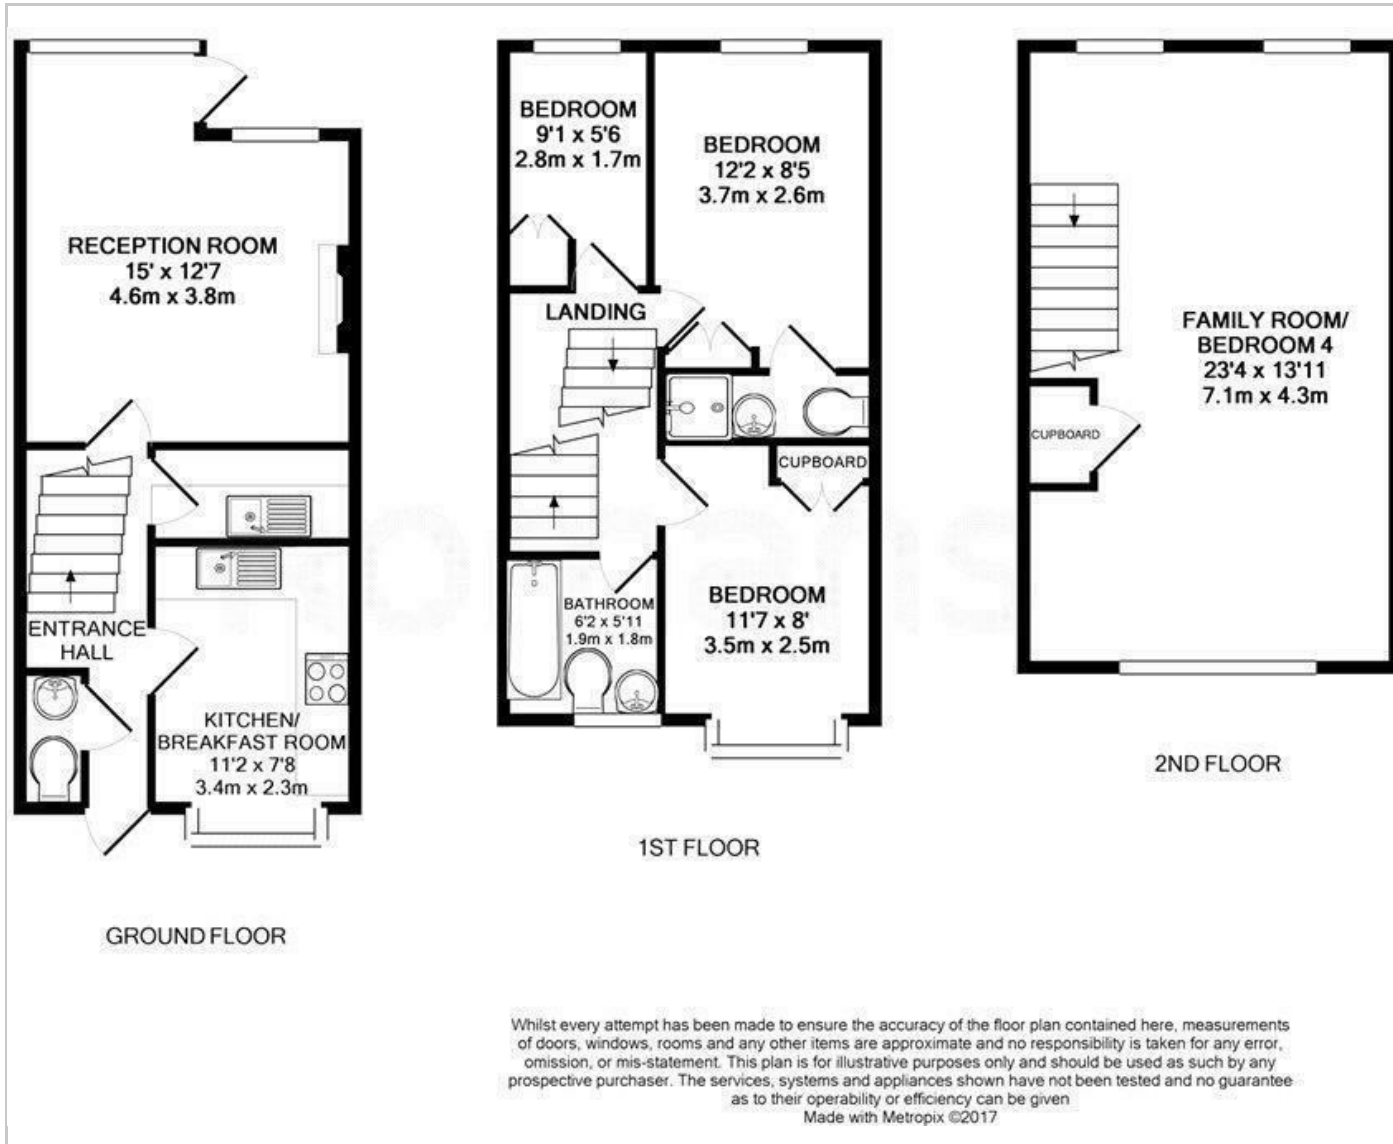 RECEPTION ROOM
15' x 12'7
4.6m x 3.8m
ENTRANCE
HALL
KITCHEN/
BREAKFAST ROOM
11'2 x 7'8
3.4m x 2.3m
GROUND FLOOR
BEDROOM
9'1 x 5'6
2.8m x 1.7m
BEDROOM
12'2 x 8'5
3.7m x 2.6m
LANDING
CUPBOARD
BATHROOM
6'2 x 5'11
1.9m x 1.8m
BEDROOM
11'7 x 8'
3.5m x 2.5m
1ST FLOOR
FAMILY ROOM/
BEDROOM 4
23'4 x 13'11
7.1m x 4.3m
CUPBOARD
2ND FLOOR
Whilst every attempt has been made to ensure the accuracy of the floor plan contained here, measurements
of doors, windows, rooms and any other items are approximate and no responsibility is taken for any error,
omission, or mis-statement. This plan is for illustrative purposes only and should be used as such by any
prospective purchaser. The services, systems and appliances shown have not been tested and no guarantee
as to their operability or efficiency can be given
Made with Metropix ©2017